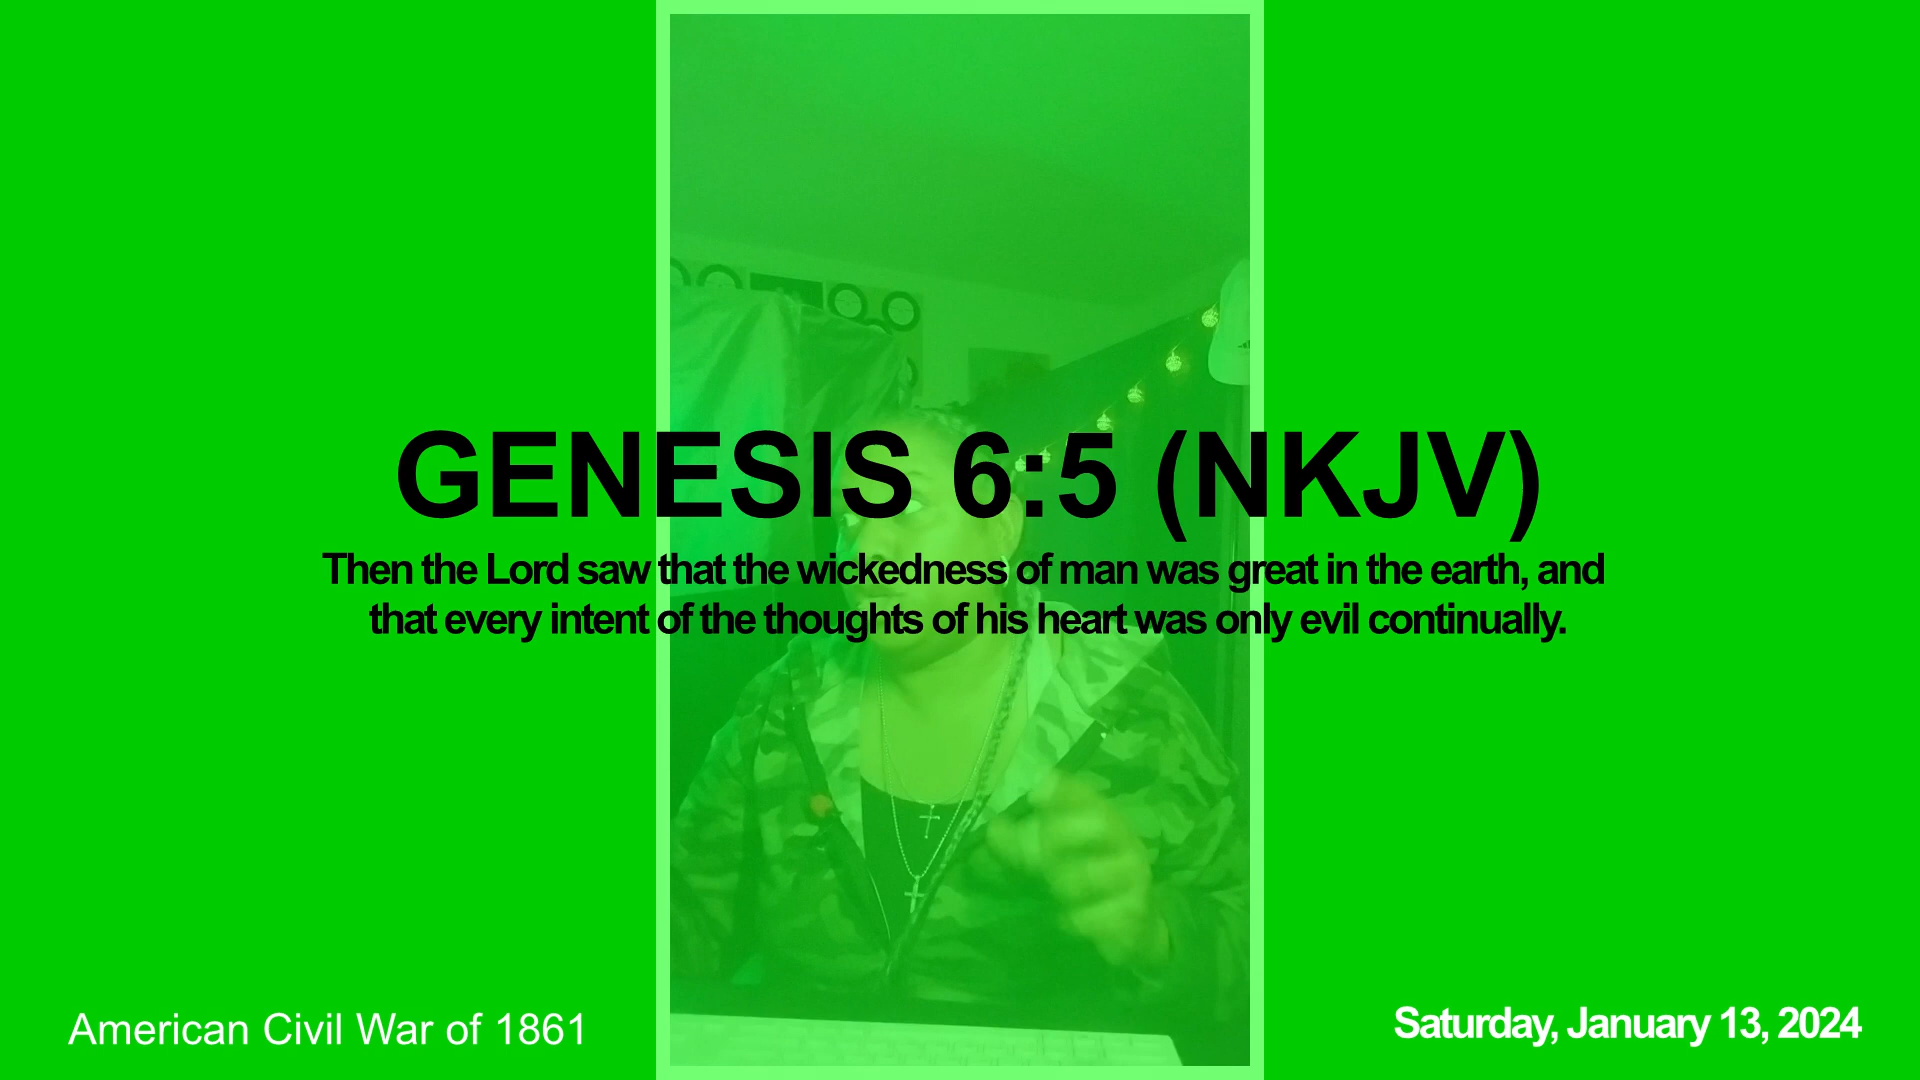 GENESIS 6:5 (NKJV)
Then the Lord saw that the wickedness of man was great in the earth, and
that every intent of the thoughts of his heart was only evil continually.
American Civil War of 1861
Saturday, January 13, 2024